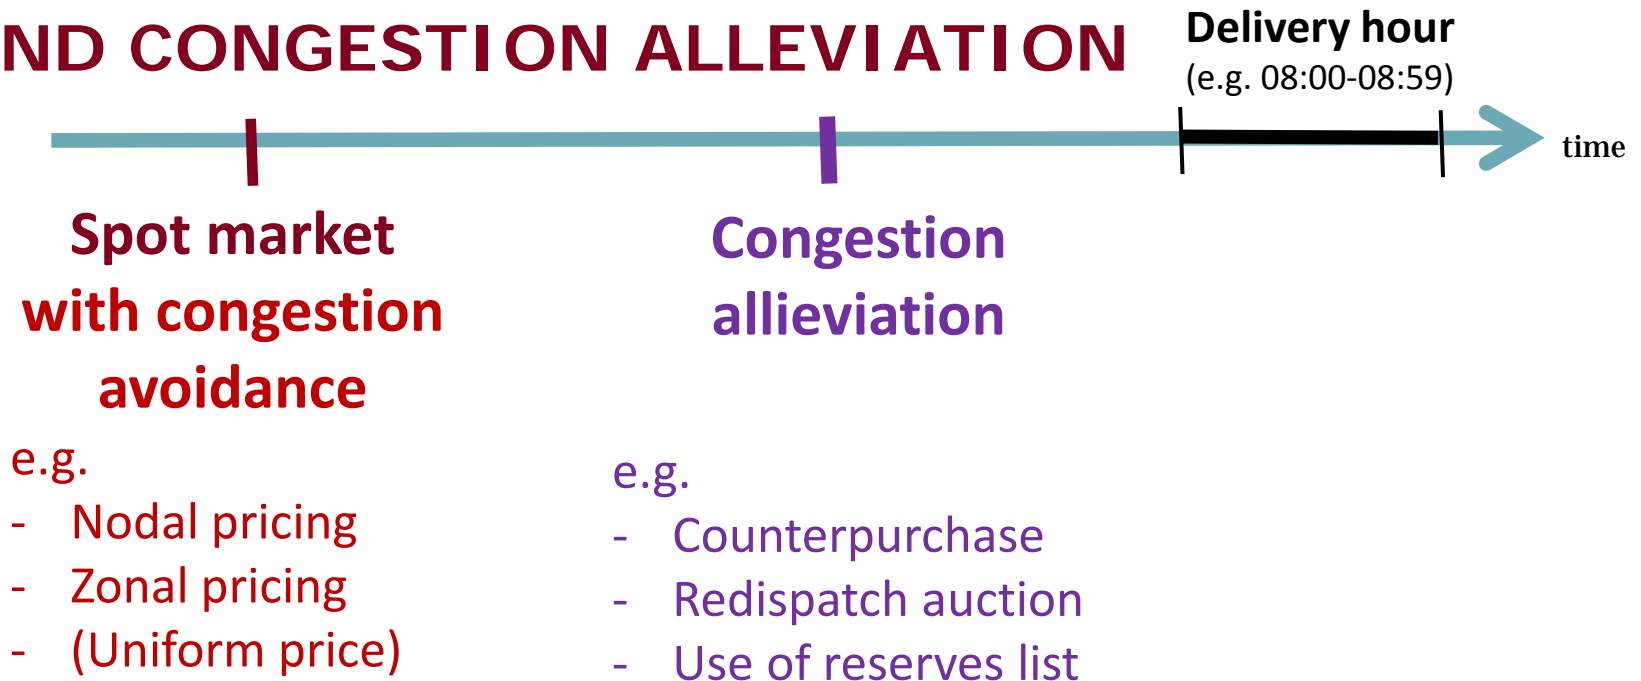 ND CONGESTION ALLEVIATION
Delivery hour
(e.g. 08:00-08:59)
time
Spot market
with congestion
avoidance
e.g.
- Nodal pricing
- Zonal pricing
- (Uniform price)
Congestion
allieviation
e.g.
- Counterpurchase
- Redispatch auction
- Use of reserves list